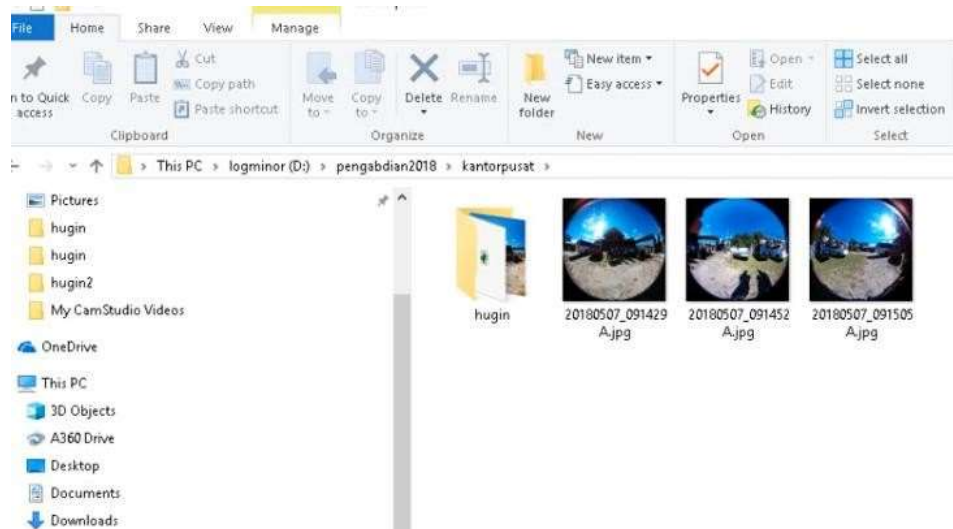 File Home Share View Manage
n to Quick access
Copy
Paste
Cut
Copy path
Paste shortcut
Move to
Copy to
Delete
Rename
New folder
New item
Easy access
Properties
Open
Edit
History
Select all
Select none
Invert selection
Clipboard Organize New Open Select
> This PC > logminor (D:) > pengabdian2018 > kantorpusat >
Pictures
hugin
hugin
hugin2
My CamStudio Videos
OneDrive
This PC
3D Objects
A360 Drive
Desktop
Documents
Downloads
hugin
20180507_091429
A.jpg
20180507_091452
A.jpg
20180507_091505
A.jpg